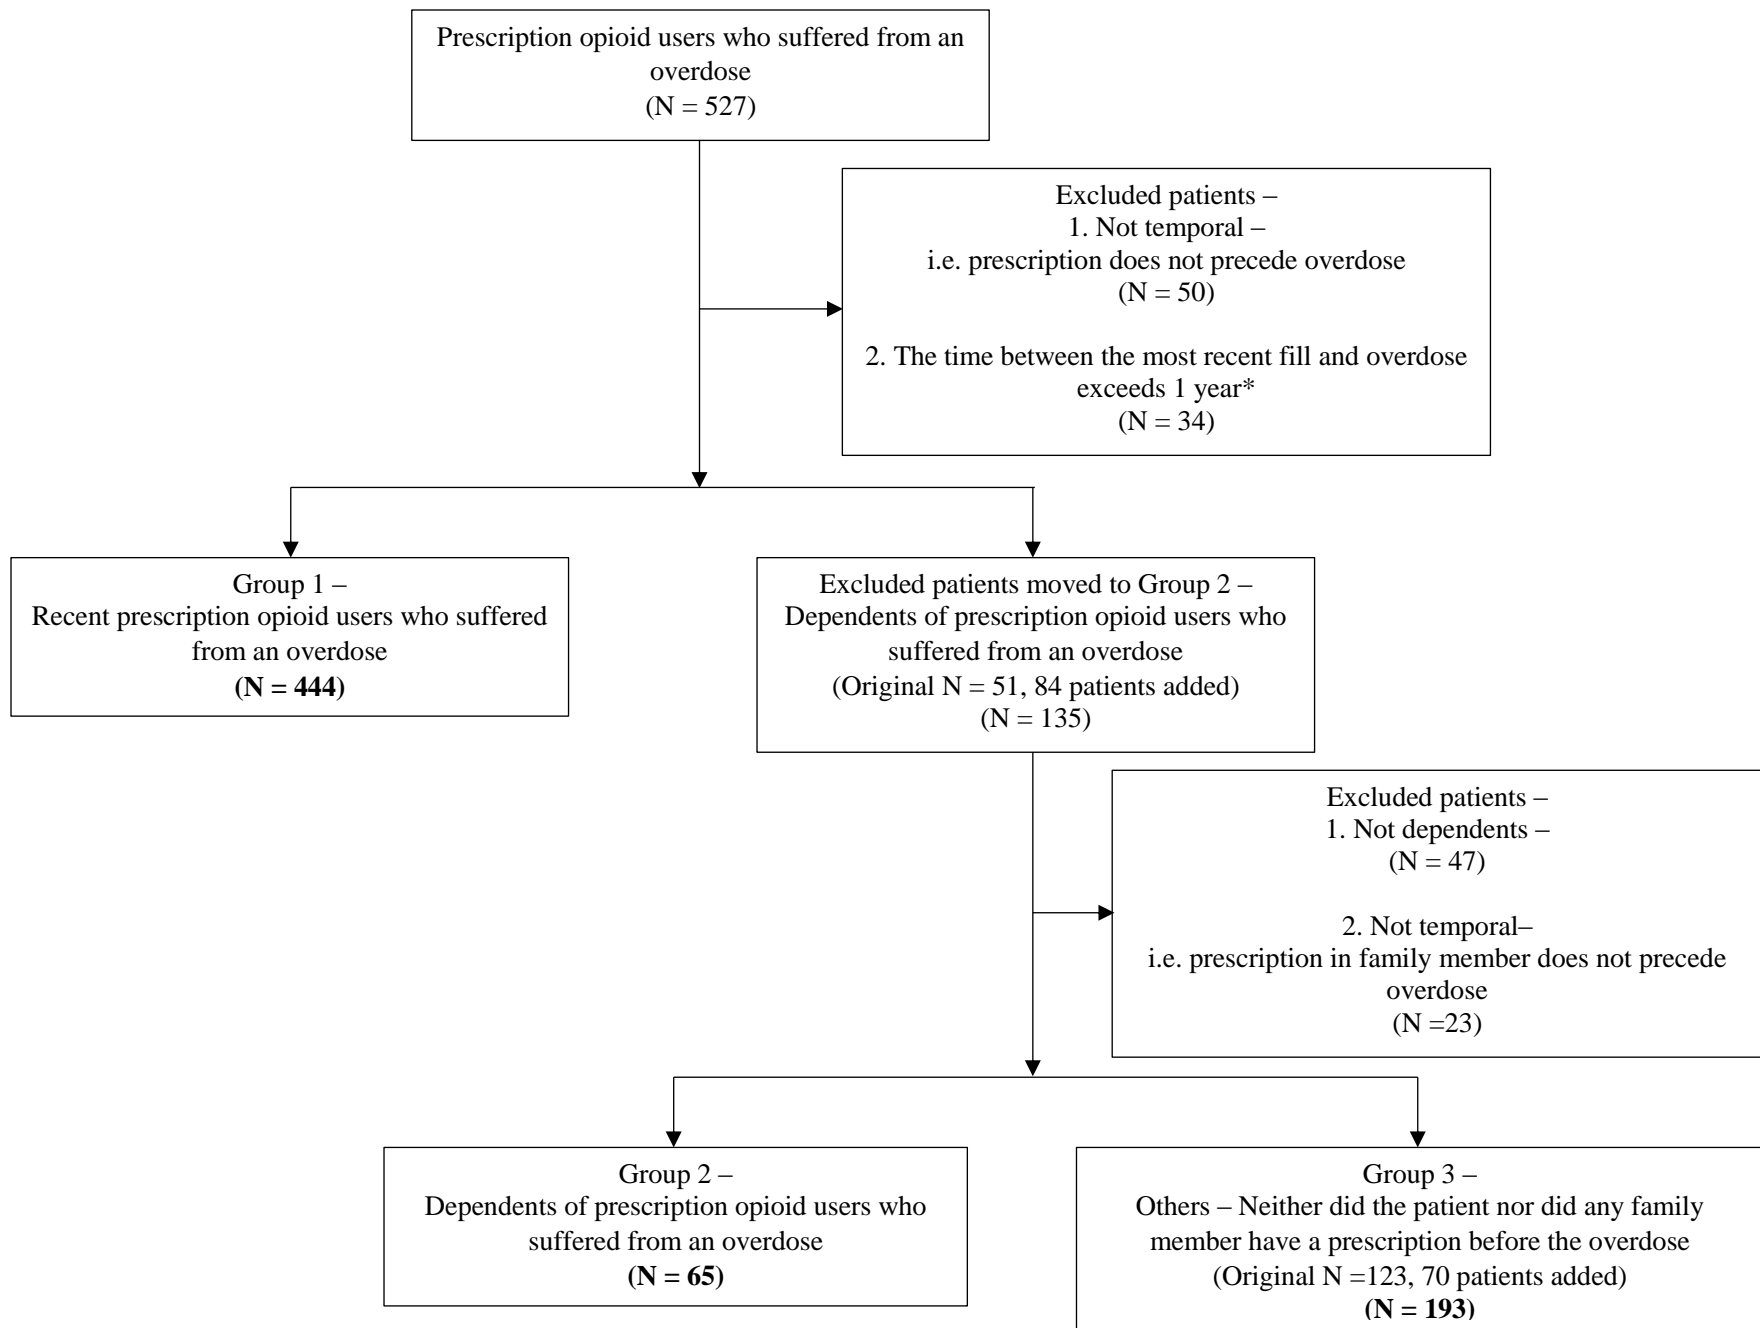 Prescription opioid users who suffered from an
overdose
(N = 527)
Excluded patients –
1. Not temporal –
i.e. prescription does not precede overdose
(N = 50)
2. The time between the most recent fill and overdose
exceeds 1 year*
(N = 34)
Group 1 –
Recent prescription opioid users who suffered
from an overdose
(N = 444)
Excluded patients moved to Group 2 –
Dependents of prescription opioid users who
suffered from an overdose
(Original N = 51, 84 patients added)
(N = 135)
Excluded patients –
1. Not dependents –
(N = 47)
2. Not temporal–
i.e. prescription in family member does not precede
overdose
(N =23)
Group 2 –
Dependents of prescription opioid users who
suffered from an overdose
(N = 65)
Group 3 –
Others – Neither did the patient nor did any family
member have a prescription before the overdose
(Original N =123, 70 patients added)
(N = 193)